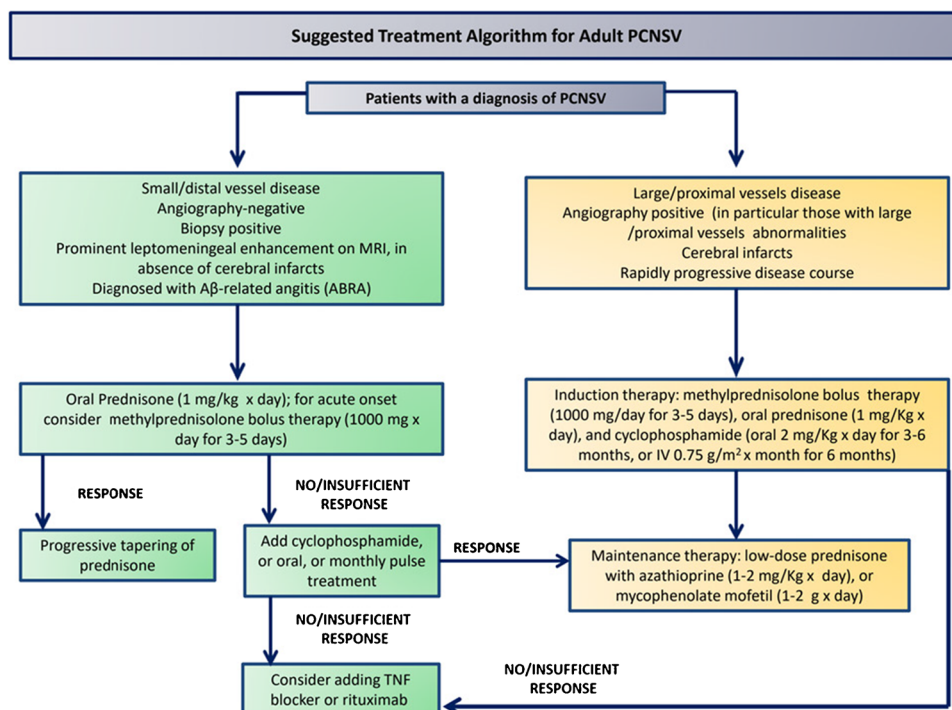 Suggested Treatment Algorithm for Adult PCNSV
Patients with a diagnosis of PCNSV
Small/distal vessel disease
Angiography-negative
Biopsy positive
Prominent leptomeningeal enhancement on MRI, in
absence of cerebral infarcts
Diagnosed with Aβ-related angitis (ABRA)
Large/proximal vessels disease
Angiography positive (in particular those with large
/proximal vessels abnormalities
Cerebral infarcts
Rapidly progressive disease course
Oral Prednisone (1 mg/kg x day); for acute onset
consider methylprednisolone bolus therapy (1000 mg x
day for 3-5 days)
Induction therapy: methylprednisolone bolus therapy
(1000 mg/day for 3-5 days), oral prednisone (1 mg/Kg x
day), and cyclophosphamide (oral 2 mg/Kg x day for 3-6
months, or IV 0.75 g/m² x month for 6 months)
RESPONSE
NO/INSUFFICIENT
RESPONSE
Progressive tapering of
prednisone
Add cyclophosphamide,
or oral, or monthly pulse
treatment
RESPONSE
Maintenance therapy: low-dose prednisone
with azathioprine (1-2 mg/Kg x day), or
mycophenolate mofetil (1-2 g x day)
NO/INSUFFICIENT
RESPONSE
Consider adding TNF
blocker or rituximab
NO/INSUFFICIENT
RESPONSE